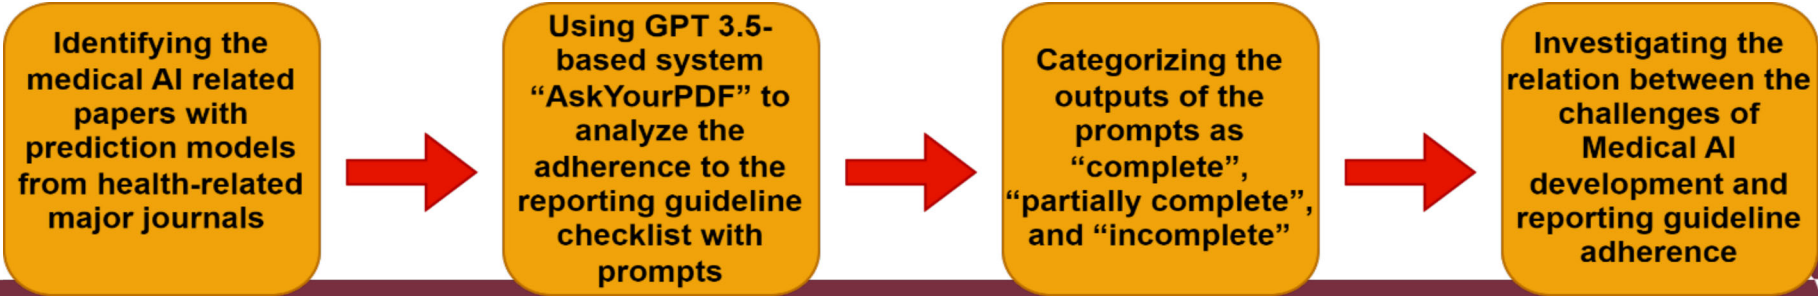 Identifying the
medical AI related
papers with
prediction models
from health-related
major journals
Using GPT 3.5-
based system
“AskYourPDF” to
analyze the
adherence to the
reporting guideline
checklist with
prompts
Categorizing the
outputs of the
prompts as
“complete”,
“partially complete”,
and “incomplete”
Investigating the
relation between the
challenges of
Medical AI
development and
reporting guideline
adherence